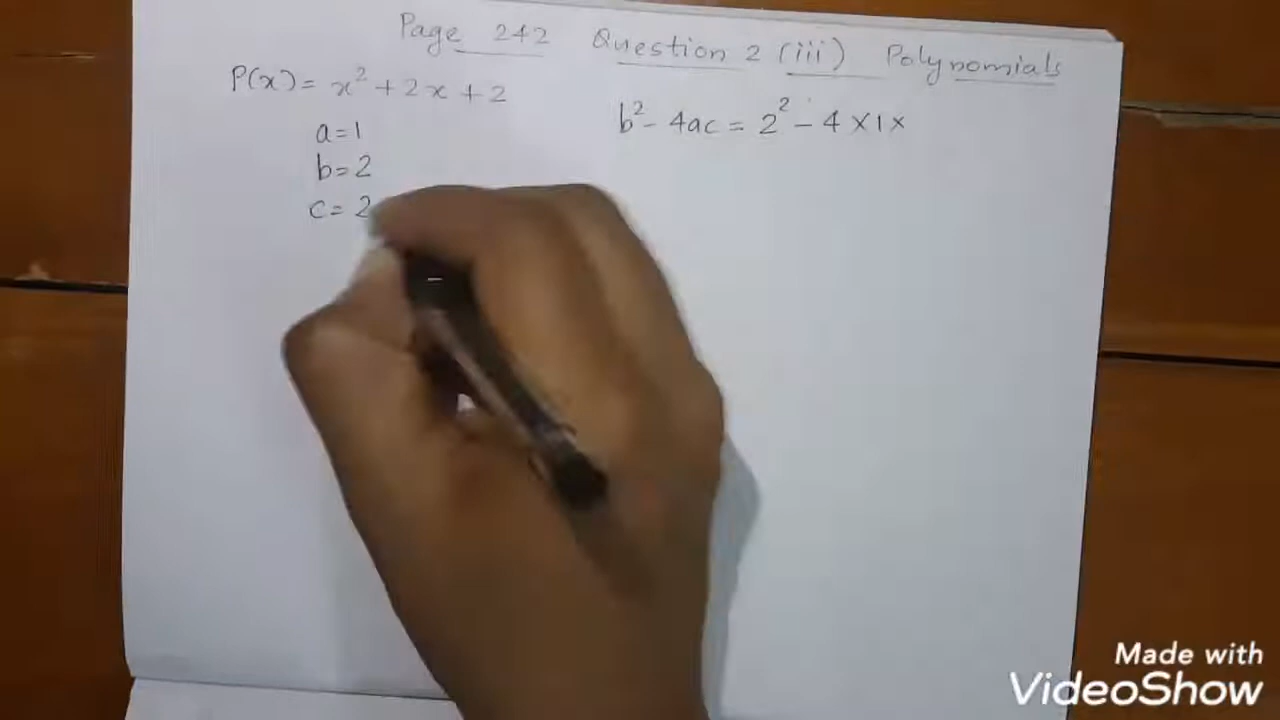 Page 242 Question 2 (iii) Polynomials
P(x) = x² + 2x + 2
b² - 4ac = 2² - 4 × 1 ×
a = 1
b = 2
c = 2
Made with
VideoShow